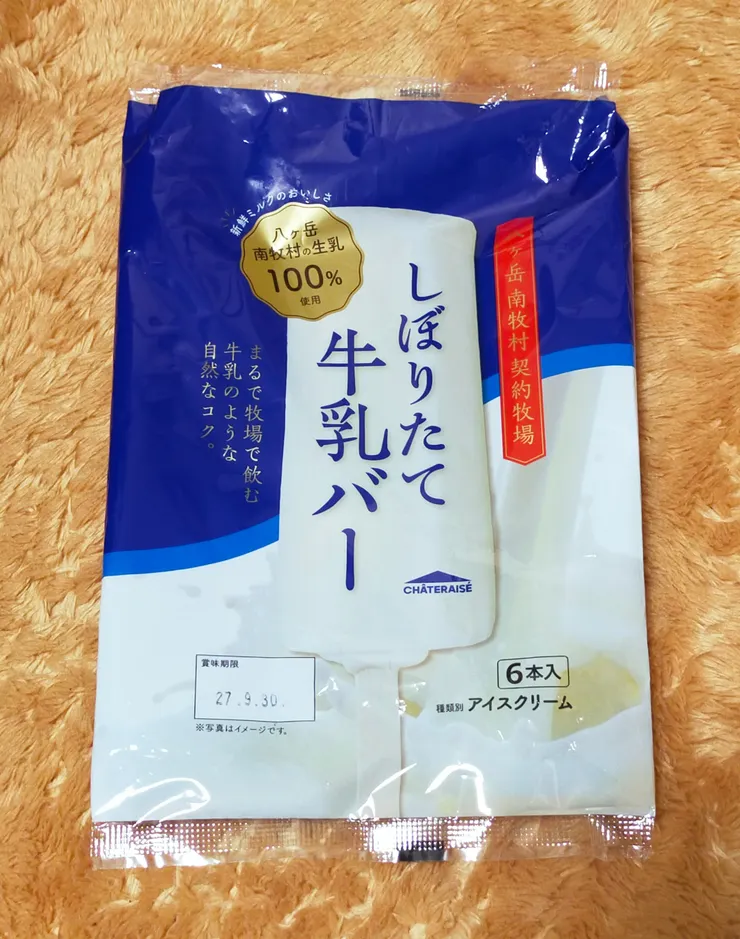 新鮮ミルクのおいしさ
八ヶ岳
南牧村の生乳
100%
使用
しぼりたて
牛乳バー
八ヶ岳 南牧村 契約牧場
まるで牧場で飲む
牛乳のような
自然なコク。
CHÂTERAISÉ
賞味期限
27.9.30.
※写真はイメージです。
6本入
種類別 アイスクリーム